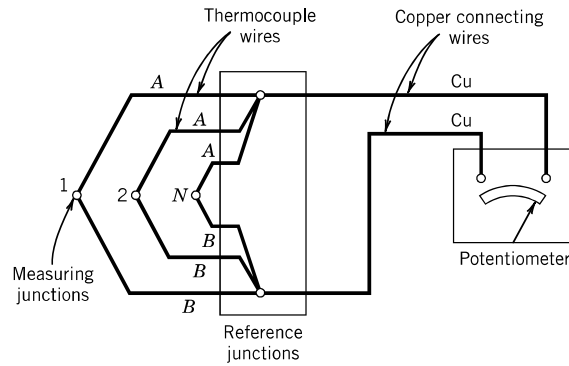 Thermocouple
wires
Copper connecting
wires
A
Cu
A
Cu
A
1
2
N
B
B
B
Measuring
junctions
Potentiometer
Reference
junctions